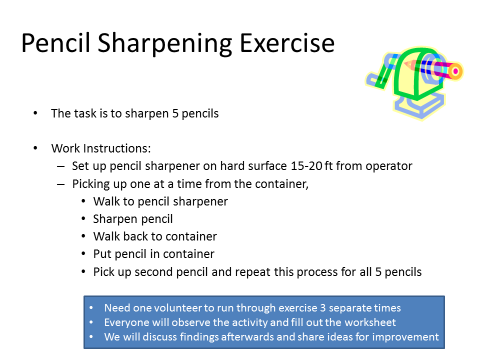 Pencil Sharpening Exercise
• The task is to sharpen 5 pencils
• Work Instructions:
– Set up pencil sharpener on hard surface 15-20 ft from operator
– Picking up one at a time from the container,
• Walk to pencil sharpener
• Sharpen pencil
• Walk back to container
• Put pencil in container
• Pick up second pencil and repeat this process for all 5 pencils
• Need one volunteer to run through exercise 3 separate times
• Everyone will observe the activity and fill out the worksheet
• We will discuss findings afterwards and share ideas for improvement